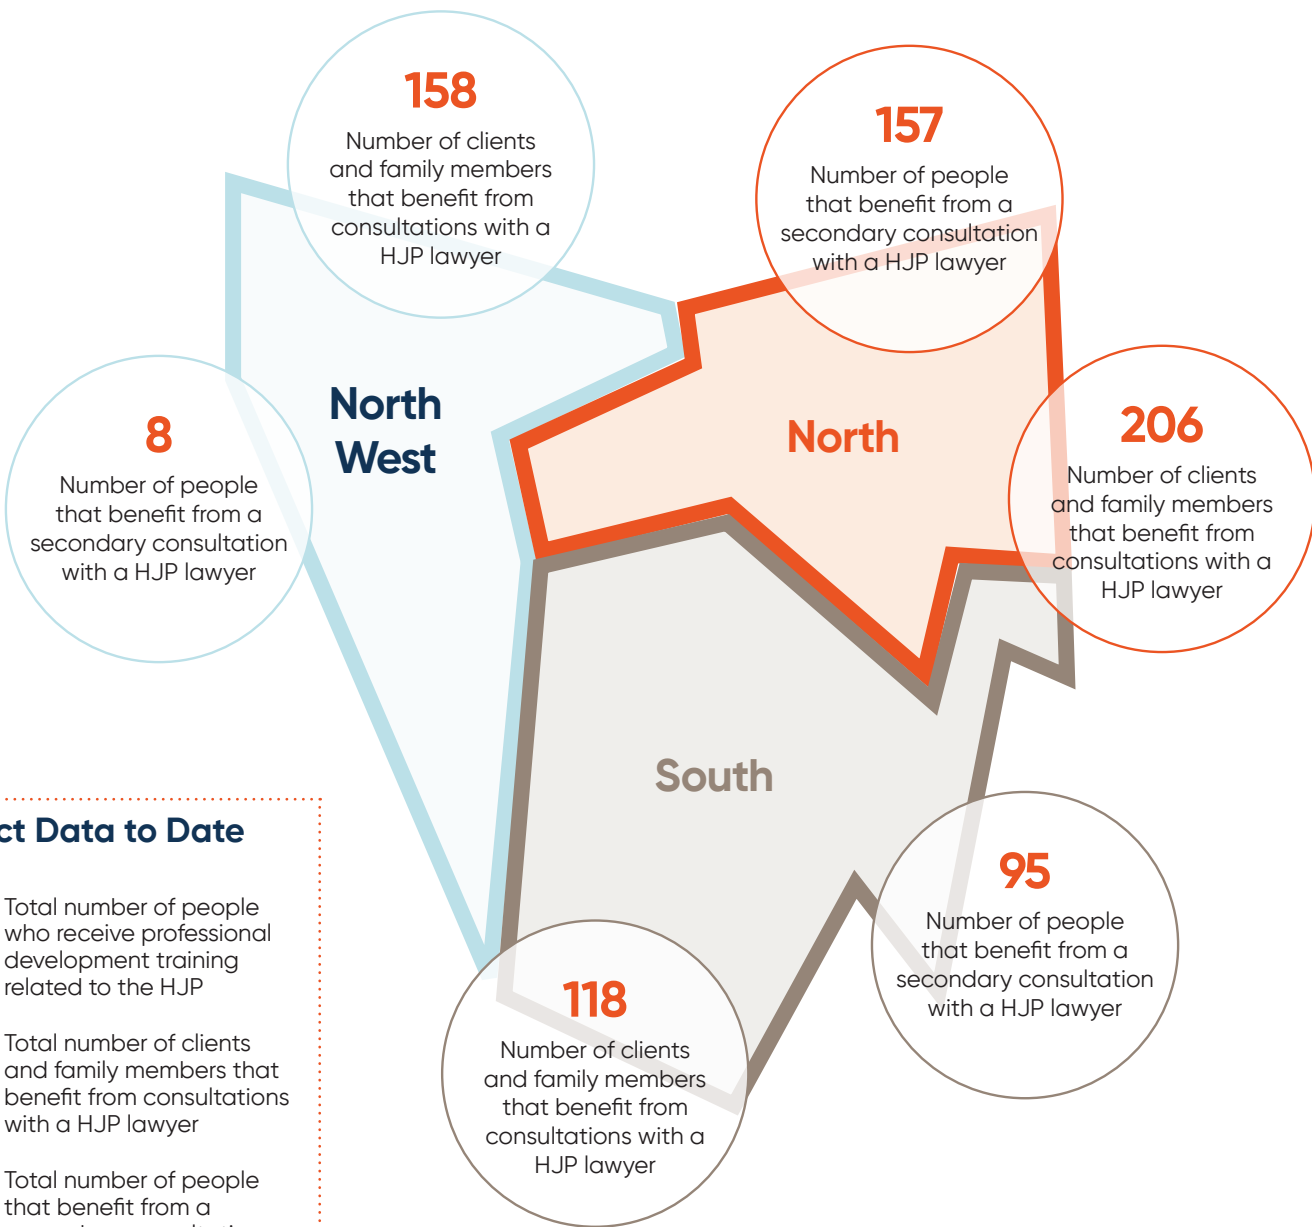 158
Number of clients
and family members
that benefit from
consultations with a
HJP lawyer
157
Number of people
that benefit from a
secondary consultation
with a HJP lawyer
8
Number of people
that benefit from a
secondary consultation
with a HJP lawyer
North
West
North
206
Number of clients
and family members
that benefit from
consultations with a
HJP lawyer
South
95
Number of people
that benefit from a
secondary consultation
with a HJP lawyer
118
Number of clients
and family members
that benefit from
consultations with a
HJP lawyer
ct Data to Date
Total number of people
who receive professional
development training
related to the HJP
Total number of clients
and family members that
benefit from consultations
with a HJP lawyer
Total number of people
that benefit from a